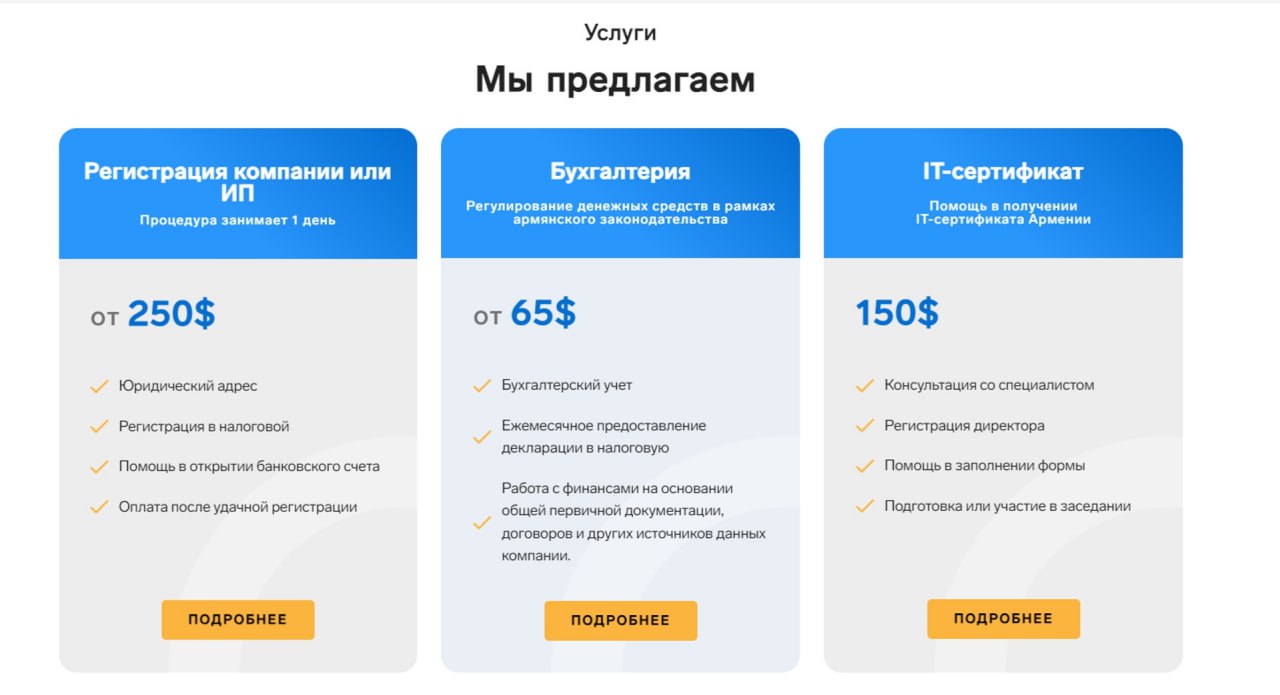 Услуги
Мы предлагаем
Регистрация компании или
ИП
Процедура занимает 1 день
от 250$
Юридический адрес
Регистрация в налоговой
Помощь в открытии банковского счета
Оплата после удачной регистрации
ПОДРОБНЕЕ
Бухгалтерия
Регулирование денежных средств в рамках
армянского законодательства
от 65$
Бухгалтерский учет
Ежемесячное предоставление
декларации в налоговую
Работа с финансами на основании
общей первичной документации,
договоров и других источников данных
компании.
ПОДРОБНЕЕ
IT-сертификат
Помощь в получении
IT-сертификата Армении
150$
Консультация со специалистом
Регистрация директора
Помощь в заполнении формы
Подготовка или участие в заседании
ПОДРОБНЕЕ